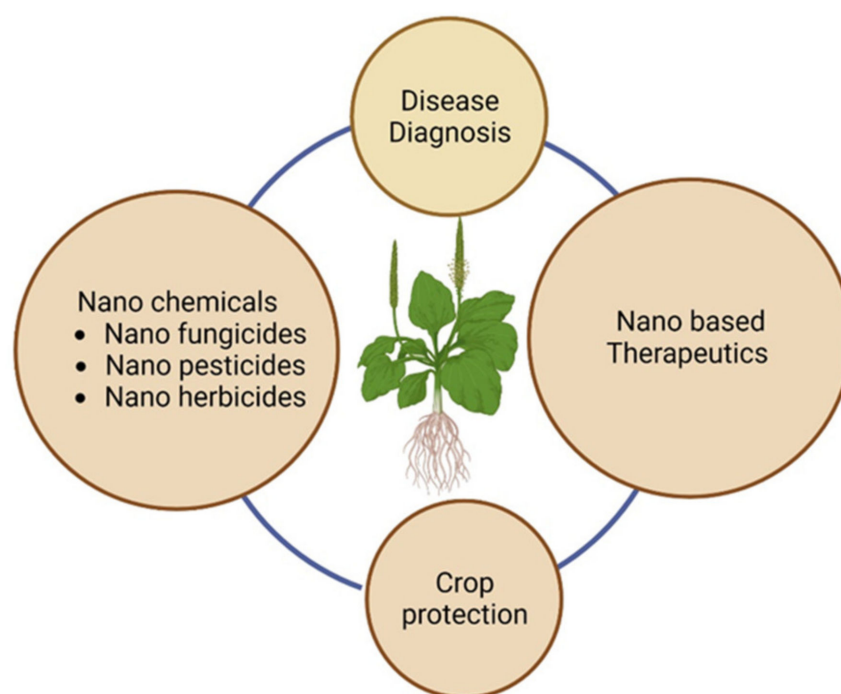 Disease
Diagnosis
Nano chemicals
• Nano fungicides
• Nano pesticides
• Nano herbicides
Nano based
Therapeutics
Crop
protection